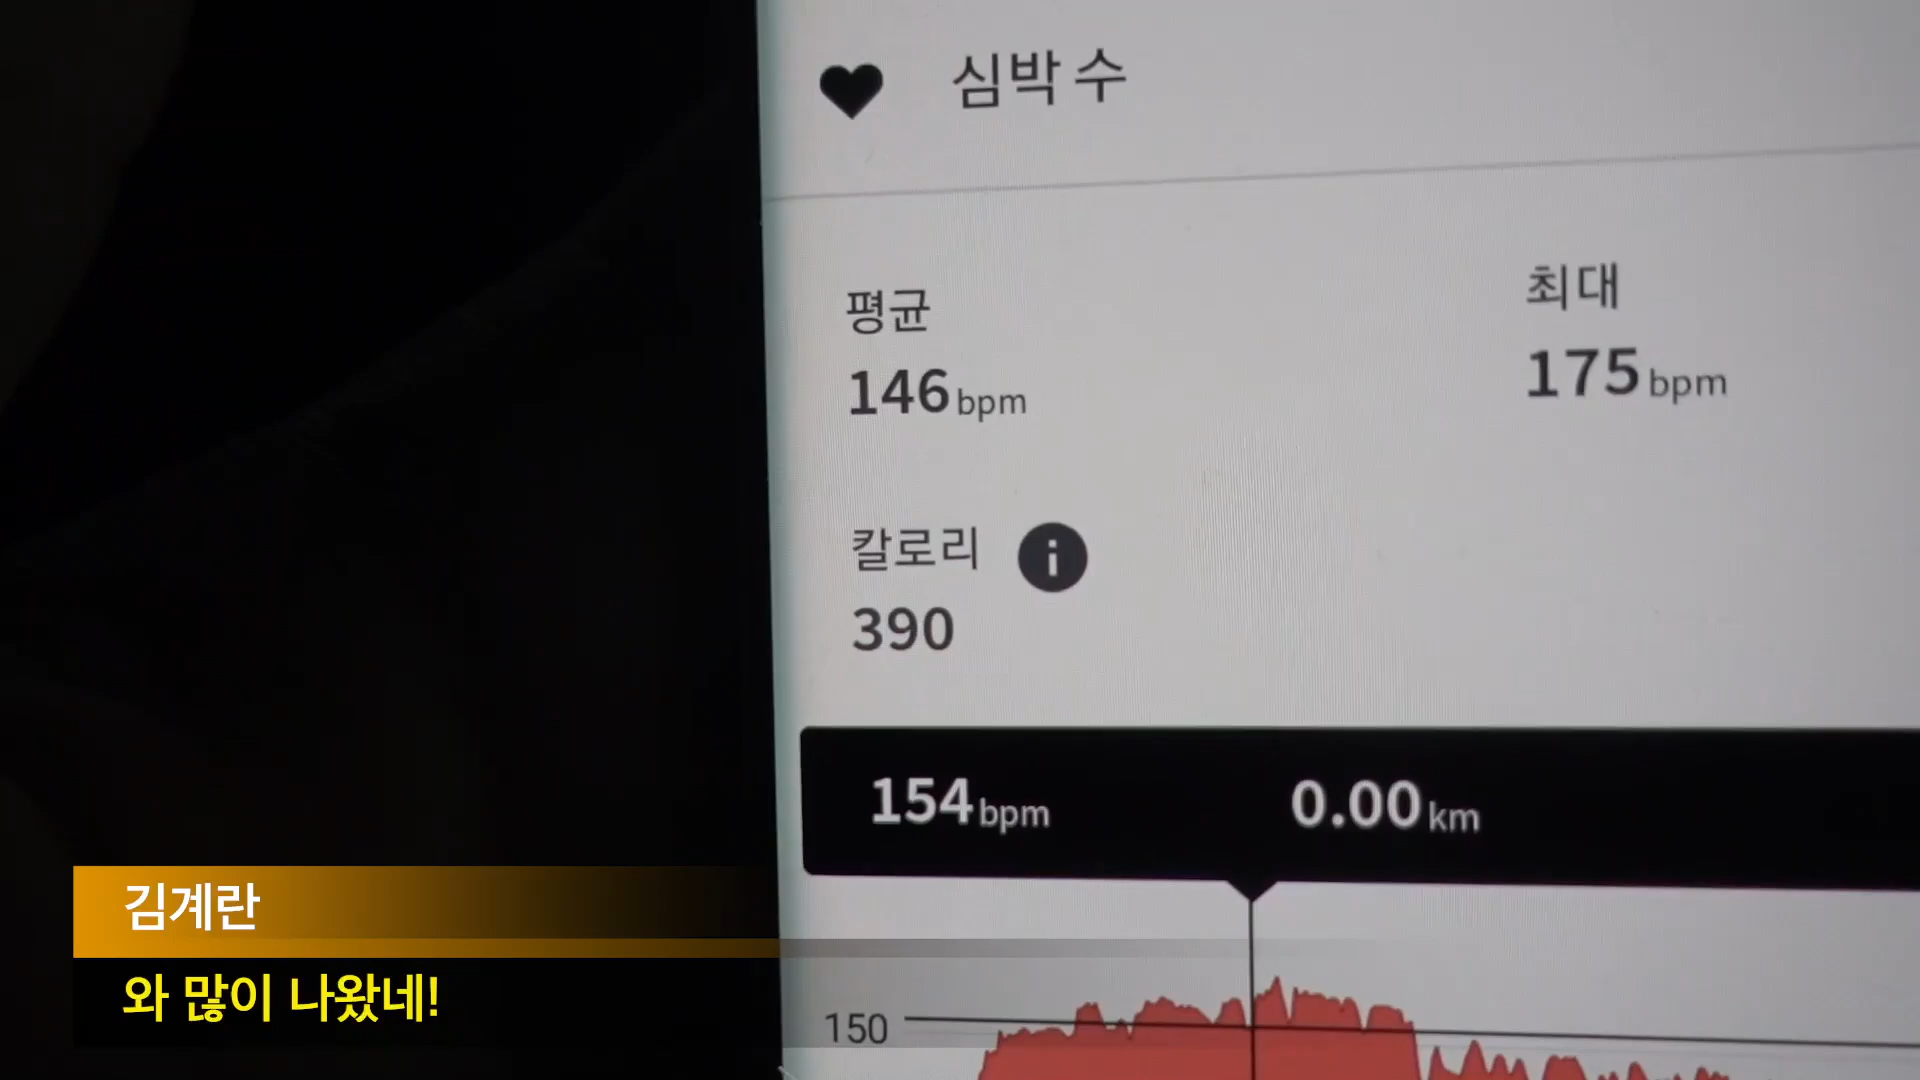 심박 수
평균
146 bpm
최대
175 bpm
칼로리 i
390
154 bpm 0.00 km
150
김계란
와 많이 나왔네!